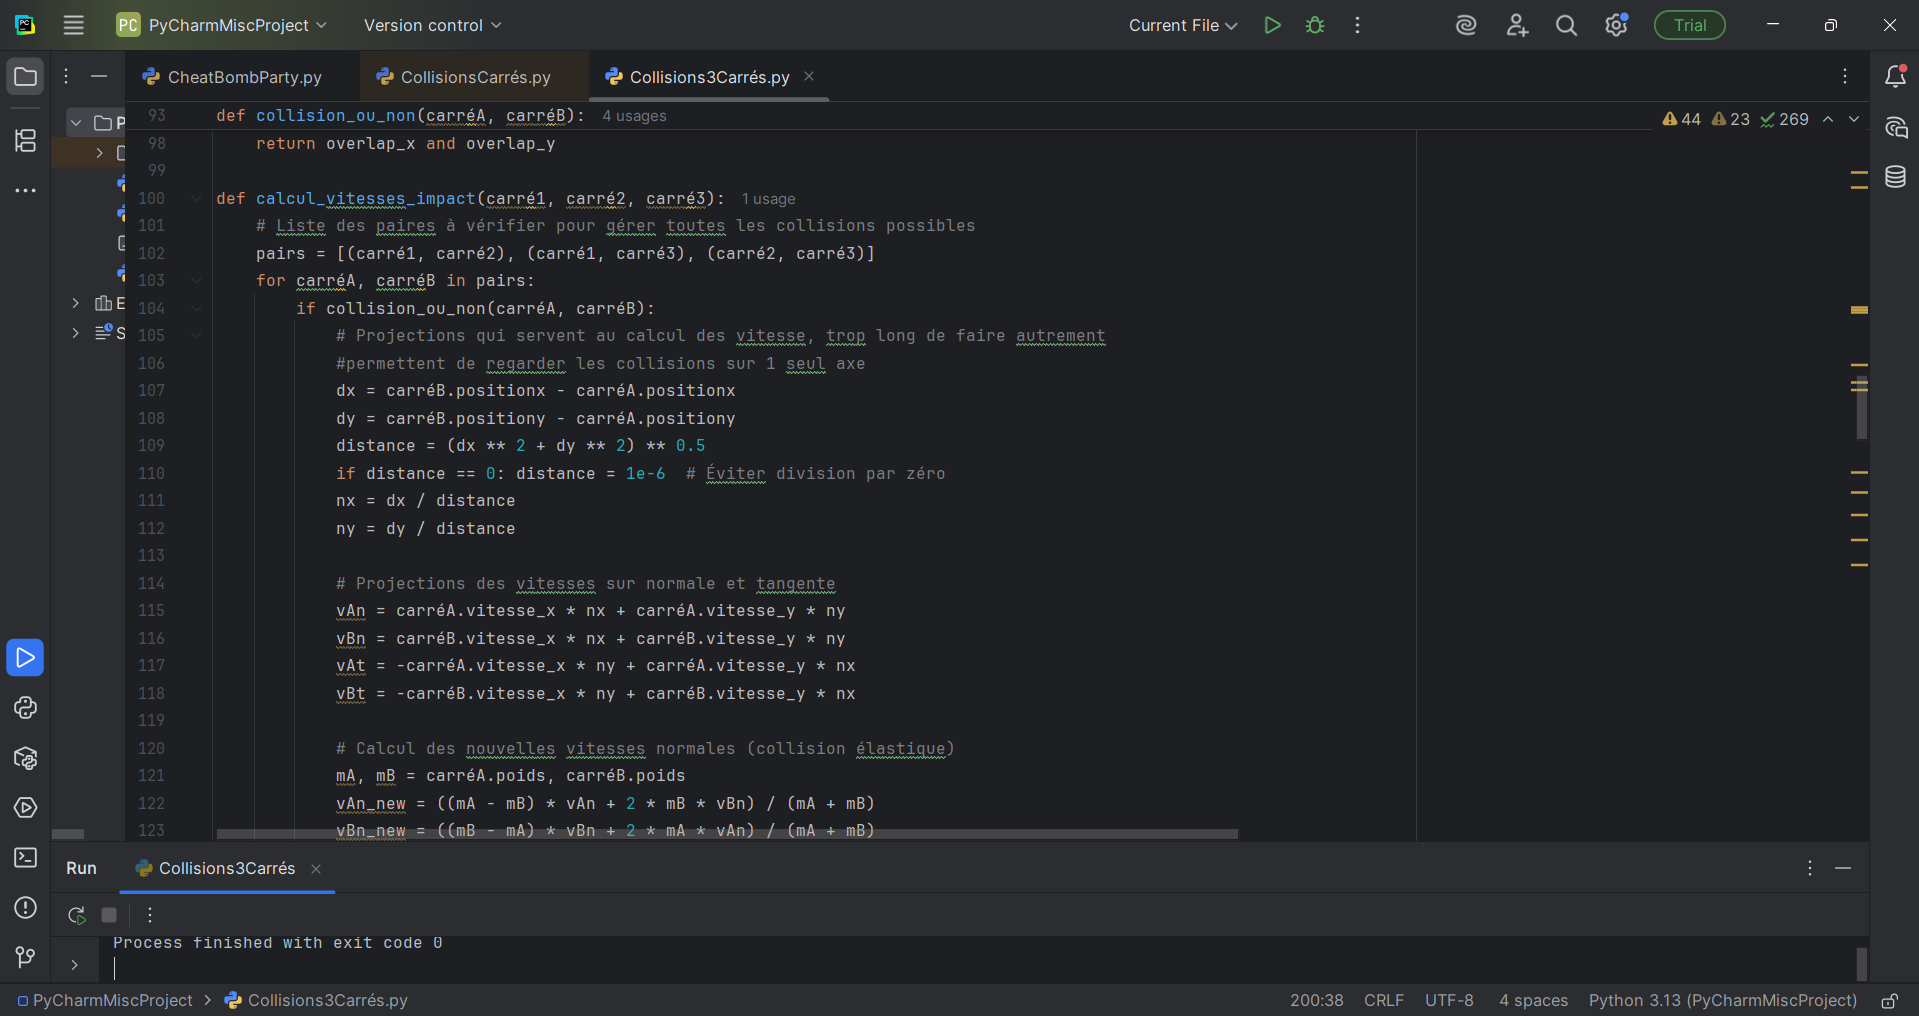 PC PyCharmMiscProject Version control Current File Trial
CheatBombParty.py CollisionsCarrés.py Collisions3Carrés.py
93 def collision_ou_non(carréA, carréB): 4 usages
44 23 269
98 return overlap_x and overlap_y
99
100 def calcul_vitesses_impact(carré1, carré2, carré3): 1 usage
101 # Liste des paires à vérifier pour gérer toutes les collisions possibles
102 pairs = [(carré1, carré2), (carré1, carré3), (carré2, carré3)]
103 for carréA, carréB in pairs:
104 if collision_ou_non(carréA, carréB):
105 # Projections qui servent au calcul des vitesse, trop long de faire autrement
106 #permettent de regarder les collisions sur 1 seul axe
107 dx = carréB.positionx - carréA.positionx
108 dy = carréB.positiony - carréA.positiony
109 distance = (dx ** 2 + dy ** 2) ** 0.5
110 if distance == 0: distance = 1e-6 # Éviter division par zéro
111 nx = dx / distance
112 ny = dy / distance
113
114 # Projections des vitesses sur normale et tangente
115 vAn = carréA.vitesse_x * nx + carréA.vitesse_y * ny
116 vBn = carréB.vitesse_x * nx + carréB.vitesse_y * ny
117 vAt = -carréA.vitesse_x * ny + carréA.vitesse_y * nx
118 vBt = -carréB.vitesse_x * ny + carréB.vitesse_y * nx
119
120 # Calcul des nouvelles vitesses normales (collision élastique)
121 mA, mB = carréA.poids, carréB.poids
122 vAn_new = ((mA - mB) * vAn + 2 * mB * vBn) / (mA + mB)
123 vBn_new = ((mB - mA) * vBn + 2 * mA * vAn) / (mA + mB)
Run Collisions3Carrés
Process finished with exit code 0
PyCharmMiscProject > Collisions3Carrés.py 200:38 CRLF UTF-8 4 spaces Python 3.13 (PyCharmMiscProject)